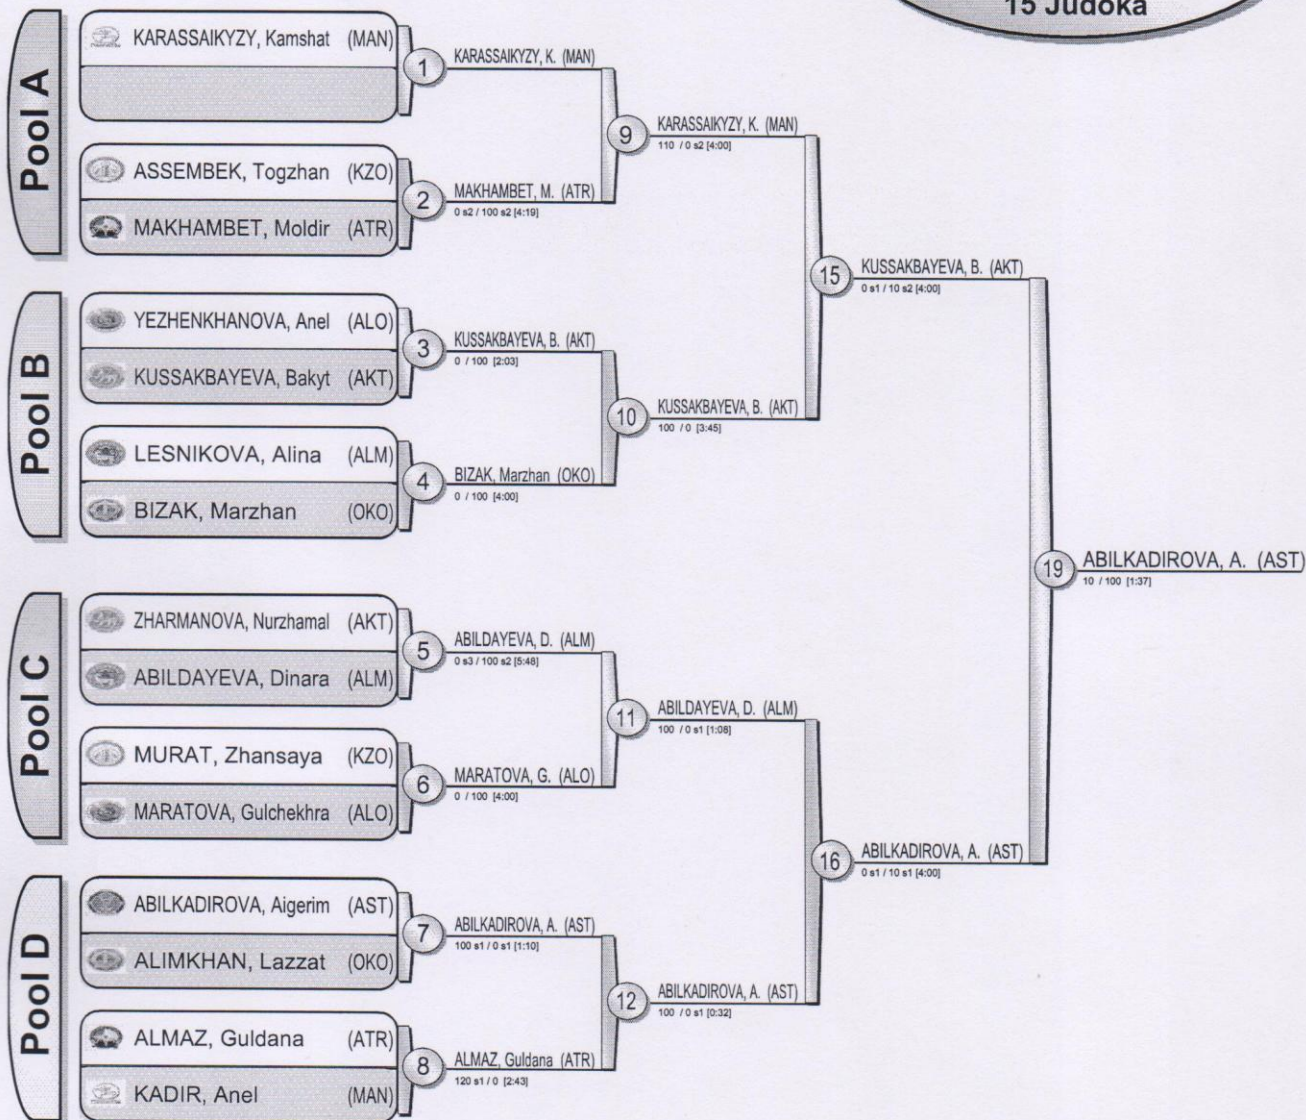 15 Judoka
Pool A
KARASSAIKYZY, Kamshat (MAN)
ASSEMBEK, Togzhan (KZO)
MAKHAMBET, Moldir (ATR)
Pool B
YEZHENKHANOVA, Anel (ALO)
KUSSAKBAYEVA, Bakyt (AKT)
LESNIKOVA, Alina (ALM)
BIZAK, Marzhan (OKO)
Pool C
ZHARMANOVA, Nurzhamal (AKT)
ABILDAYEVA, Dinara (ALM)
MURAT, Zhansaya (KZO)
MARATOVA, Gulchekhra (ALO)
Pool D
ABILKADIROVA, Aigerim (AST)
ALIMKHAN, Lazzat (OKO)
ALMAZ, Guldana (ATR)
KADIR, Anel (MAN)
1
KARASSAIKYZY, K. (MAN)
2
MAKHAMBET, M. (ATR)
0 s2 / 100 s2 [4:19]
3
KUSSAKBAYEVA, B. (AKT)
0 / 100 [2:03]
4
BIZAK, Marzhan (OKO)
0 / 100 [4:00]
5
ABILDAYEVA, D. (ALM)
0 s3 / 100 s2 [5:48]
6
MARATOVA, G. (ALO)
0 / 100 [4:00]
7
ABILKADIROVA, A. (AST)
100 s1 / 0 s1 [1:10]
8
ALMAZ, Guldana (ATR)
120 s1 / 0 [2:43]
9
KARASSAIKYZY, K. (MAN)
110 / 0 s2 [4:00]
10
KUSSAKBAYEVA, B. (AKT)
100 / 0 [3:45]
11
ABILDAYEVA, D. (ALM)
100 / 0 s1 [1:08]
12
ABILKADIROVA, A. (AST)
100 / 0 s1 [0:32]
15
KUSSAKBAYEVA, B. (AKT)
0 s1 / 10 s2 [4:00]
16
ABILKADIROVA, A. (AST)
0 s1 / 10 s1 [4:00]
19
ABILKADIROVA, A. (AST)
10 / 100 [1:37]